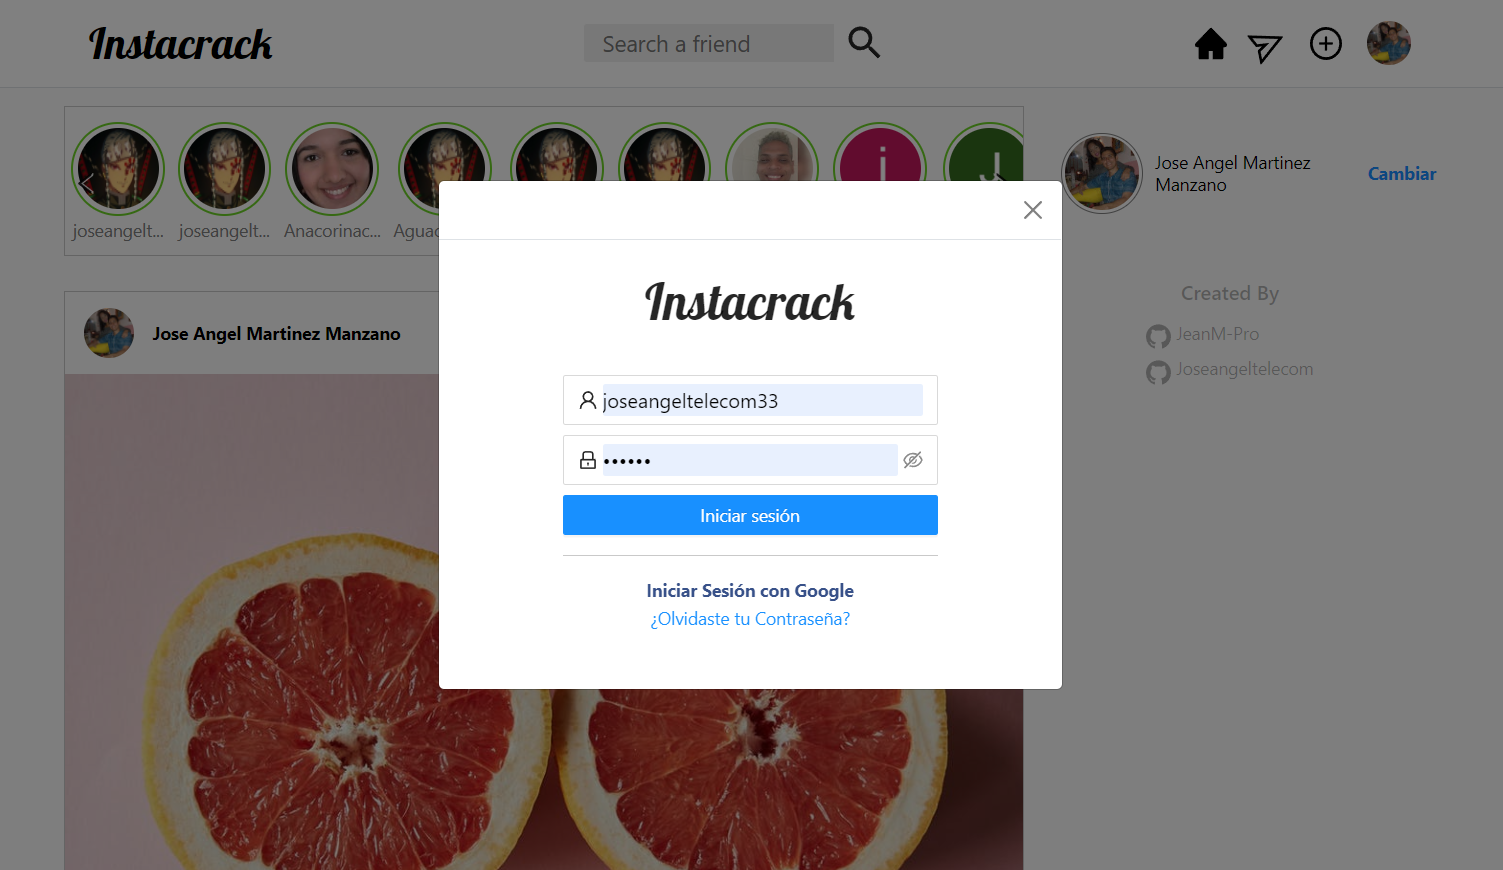 Instacrack
Search a friend
joseangelt...
joseangelt...
Anacorinac...
Jose Angel Martinez
Manzano
Cambiar
Jose Angel Martinez Manzano
Instacrack
joseangeltelecom33
••••••
Iniciar sesión
Iniciar Sesión con Google
¿Olvidaste tu Contraseña?
Created By
JeanM-Pro
Joseangeltelecom